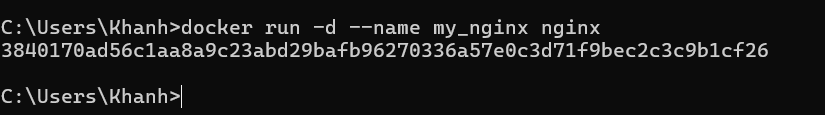 C:\Users\Khanh>docker run -d --name my_nginx nginx
3840170ad56c1aa8a9c23abd29bafb96270336a57e0c3d71f9bec2c3c9b1cf26
C:\Users\Khanh>